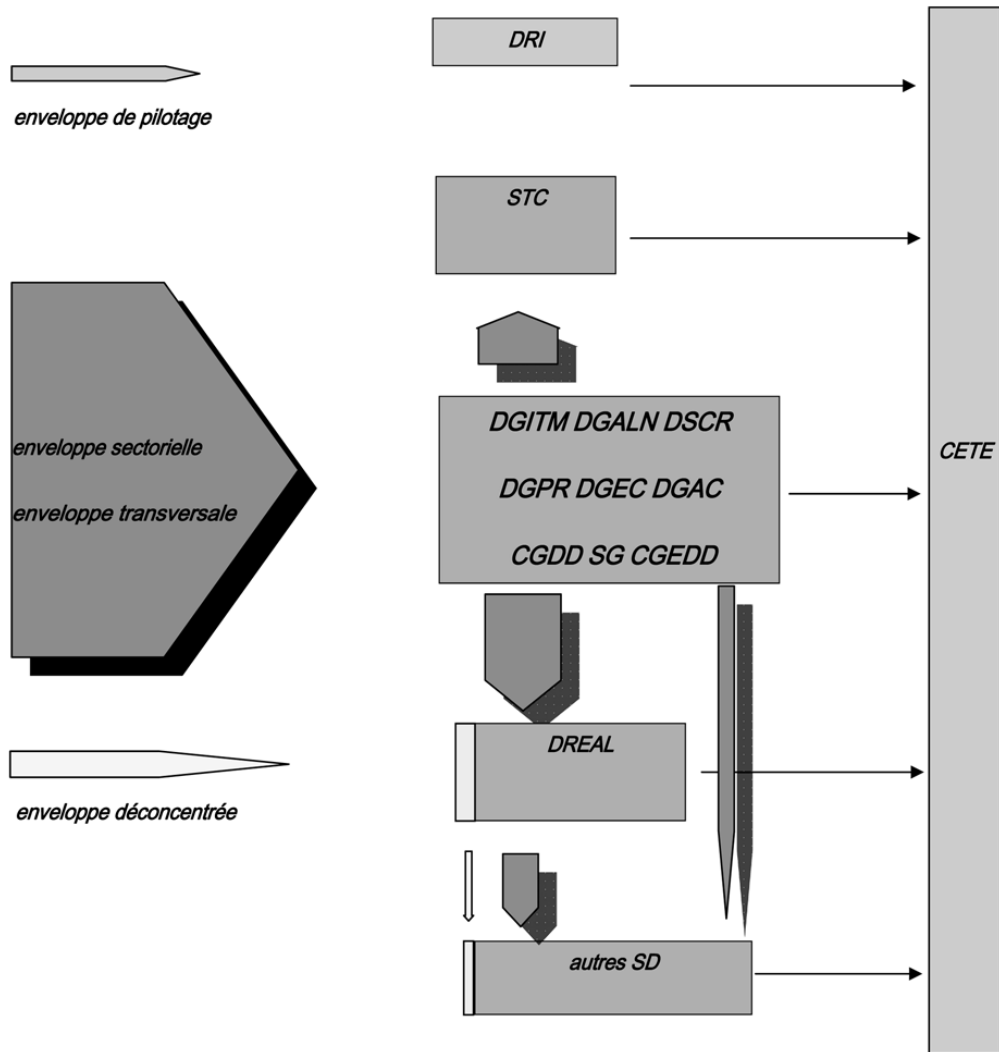 DRI
enveloppe de pilotage
STC
DGITM DGALN DSCR
enveloppe sectorielle
CETE
DGPR DGEC DGAC
enveloppe transversale
CGDD SG CGEDD
DREAL
enveloppe déconcentrée
autres SD